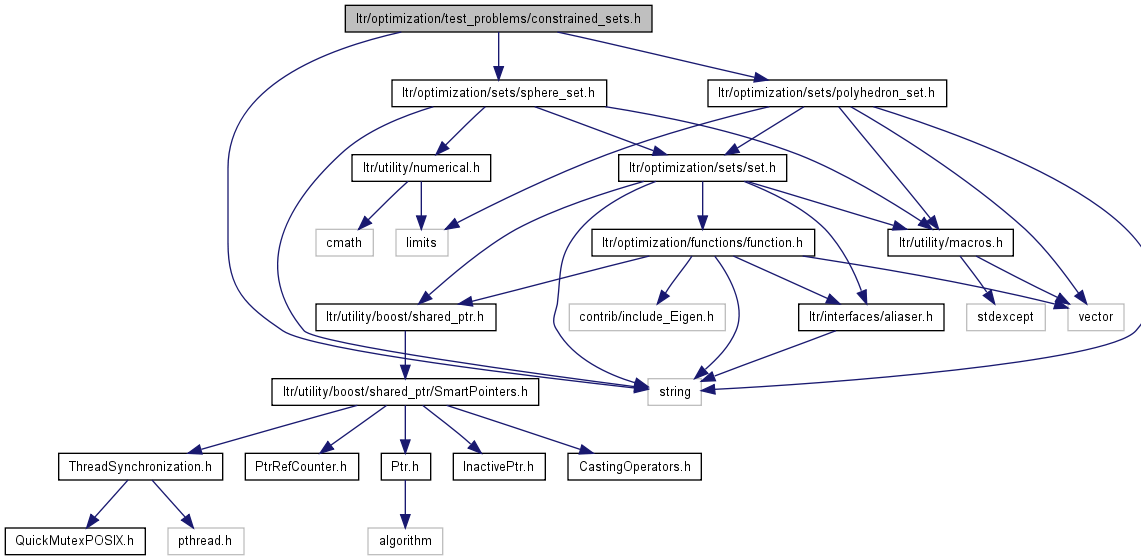 ltr/optimization/test_problems/constrained_sets.h
ltr/optimization/sets/sphere_set.h
ltr/optimization/sets/polyhedron_set.h
ltr/utility/numerical.h
ltr/optimization/sets/set.h
cmath
limits
ltr/optimization/functions/function.h
ltr/utility/macros.h
ltr/utility/boost/shared_ptr.h
contrib/include_Eigen.h
ltr/interfaces/aliaser.h
stdexcept
vector
ltr/utility/boost/shared_ptr/SmartPointers.h
string
ThreadSynchronization.h
PtrRefCounter.h
Ptr.h
InactivePtr.h
CastingOperators.h
QuickMutexPOSIX.h
pthread.h
algorithm